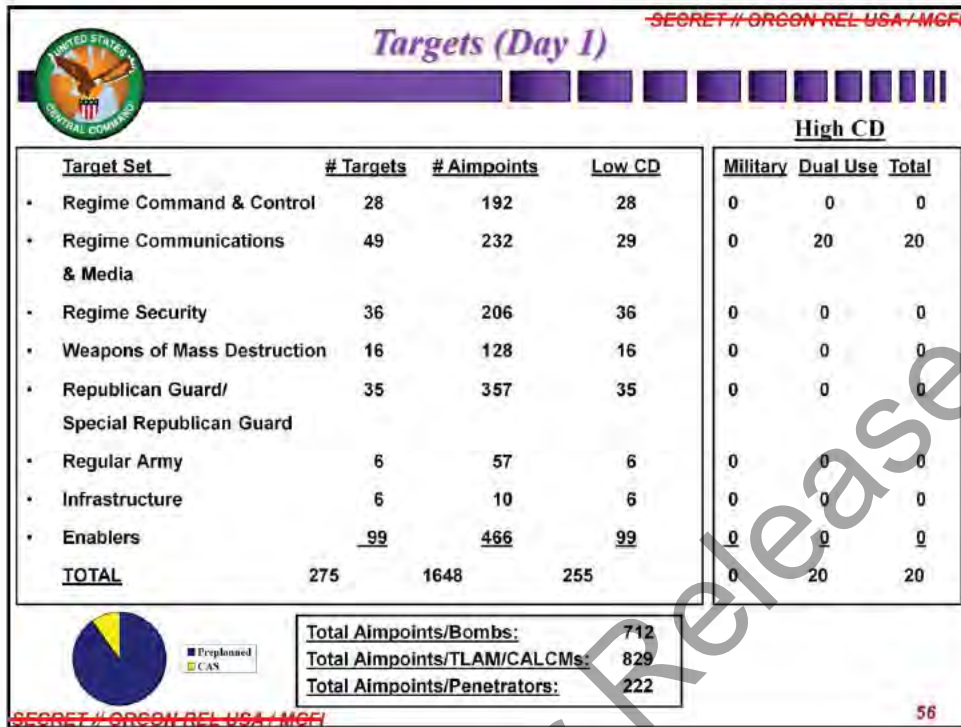 SECRET // ORCON REL USA / MCFI
UNITED STATES
CENTRAL COMMAND
Targets (Day 1)
High CD
Target Set # Targets # Aimpoints Low CD Military Dual Use Total
• Regime Command & Control 28 192 28 0 0 0
• Regime Communications 49 232 29 0 20 20
& Media
• Regime Security 36 206 36 0 0 0
• Weapons of Mass Destruction 16 128 16 0 0 0
• Republican Guard/ 35 357 35 0 0 0
Special Republican Guard
• Regular Army 6 57 6 0 0 0
• Infrastructure 6 10 6 0 0 0
• Enablers 99 466 99 0 0 0
TOTAL 275 1648 255 0 20 20
Preplanned
CAS
Total Aimpoints/Bombs: 712
Total Aimpoints/TLAM/CALCMs: 829
Total Aimpoints/Penetrators: 222
SECRET // ORCON REL USA / MCFI
56
Release